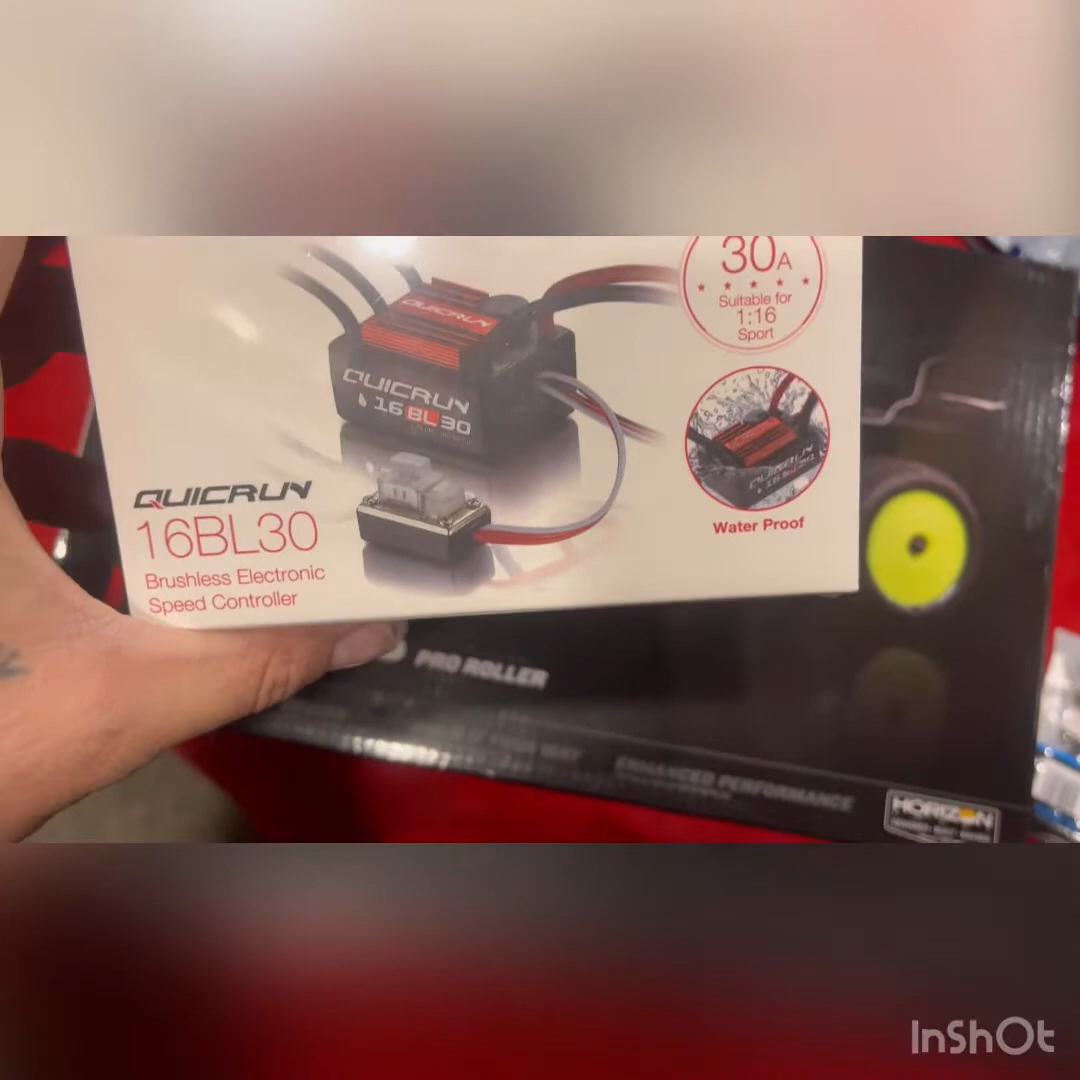 30A
Suitable for
1:16
Sport
QUICRUN
QUICRUN
16BL30
Water Proof
QUICRUN
16BL30
Brushless Electronic
Speed Controller
PRO ROLLER
ENHANCED PERFORMANCE
HORIZON
InShOt